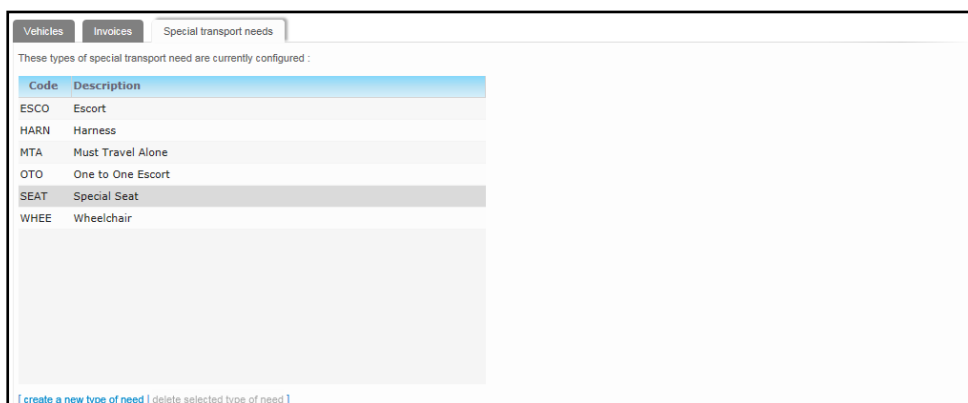 Vehicles Invoices Special transport needs
These types of special transport need are currently configured :
Code Description
ESCO Escort
HARN Harness
MTA Must Travel Alone
OTO One to One Escort
SEAT Special Seat
WHEE Wheelchair
[ create a new type of need | delete selected type of need ]